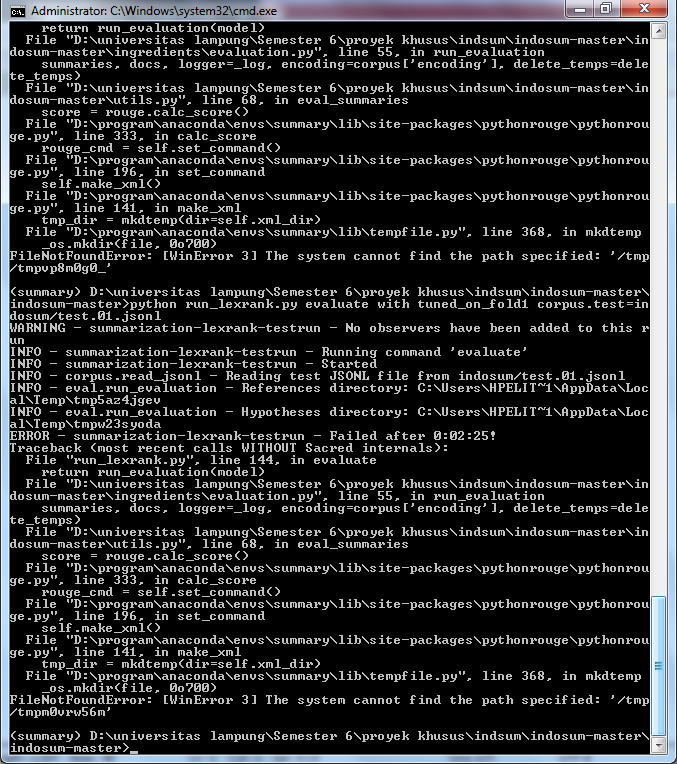 Administrator: C:\Windows\system32\cmd.exe
return run_evaluation(model)
File "D:\universitas lampung\Semester 6\proyek khusus\indsum\indosum-master\in
dosum-master\ingredients\evaluation.py", line 55, in run_evaluation
summaries, docs, logger=_log, encoding=corpus['encoding'], delete_temps=dele
te_temps)
File "D:\universitas lampung\Semester 6\proyek khusus\indsum\indosum-master\in
dosum-master\utils.py", line 68, in eval_summaries
score = rouge.calc_score()
File "D:\program\anaconda\envs\summary\lib\site-packages\pythonrouge\pythonrou
ge.py", line 333, in calc_score
rouge_cmd = self.set_command()
File "D:\program\anaconda\envs\summary\lib\site-packages\pythonrouge\pythonrou
ge.py", line 196, in set_command
self.make_xml()
File "D:\program\anaconda\envs\summary\lib\site-packages\pythonrouge\pythonrou
ge.py", line 141, in make_xml
tmp_dir = mkdtemp(dir=self.xml_dir)
File "D:\program\anaconda\envs\summary\lib\tempfile.py", line 368, in mkdtemp
_os.mkdir(file, 0o700)
FileNotFoundError: [WinError 3] The system cannot find the path specified: '/tmp
/tmpvp8m0g0_'
(summary) D:\universitas lampung\Semester 6\proyek khusus\indsum\indosum-master\
indosum-master>python run_lexrank.py evaluate with tuned_on_fold1 corpus.test=in
dosum/test.01.jsonl
WARNING - summarization-lexrank-testrun - No observers have been added to this r
un
INFO - summarization-lexrank-testrun - Running command 'evaluate'
INFO - summarization-lexrank-testrun - Started
INFO - corpus.read_jsonl - Reading test JSONL file from indosum/test.01.jsonl
INFO - eval.run_evaluation - References directory: C:\Users\HPELIT~1\AppData\Loc
al\Temp\tmp5az4jgev
INFO - eval.run_evaluation - Hypotheses directory: C:\Users\HPELIT~1\AppData\Loc
al\Temp\tmpw23syoda
ERROR - summarization-lexrank-testrun - Failed after 0:02:25!
Traceback (most recent calls WITHOUT Sacred internals):
File "run_lexrank.py", line 144, in evaluate
return run_evaluation(model)
File "D:\universitas lampung\Semester 6\proyek khusus\indsum\indosum-master\in
dosum-master\ingredients\evaluation.py", line 55, in run_evaluation
summaries, docs, logger=_log, encoding=corpus['encoding'], delete_temps=dele
te_temps)
File "D:\universitas lampung\Semester 6\proyek khusus\indsum\indosum-master\in
dosum-master\utils.py", line 68, in eval_summaries
score = rouge.calc_score()
File "D:\program\anaconda\envs\summary\lib\site-packages\pythonrouge\pythonrou
ge.py", line 333, in calc_score
rouge_cmd = self.set_command()
File "D:\program\anaconda\envs\summary\lib\site-packages\pythonrouge\pythonrou
ge.py", line 196, in set_command
self.make_xml()
File "D:\program\anaconda\envs\summary\lib\site-packages\pythonrouge\pythonrou
ge.py", line 141, in make_xml
tmp_dir = mkdtemp(dir=self.xml_dir)
File "D:\program\anaconda\envs\summary\lib\tempfile.py", line 368, in mkdtemp
_os.mkdir(file, 0o700)
FileNotFoundError: [WinError 3] The system cannot find the path specified: '/tmp
/tmpm0vrw56m'
(summary) D:\universitas lampung\Semester 6\proyek khusus\indsum\indosum-master\
indosum-master>_